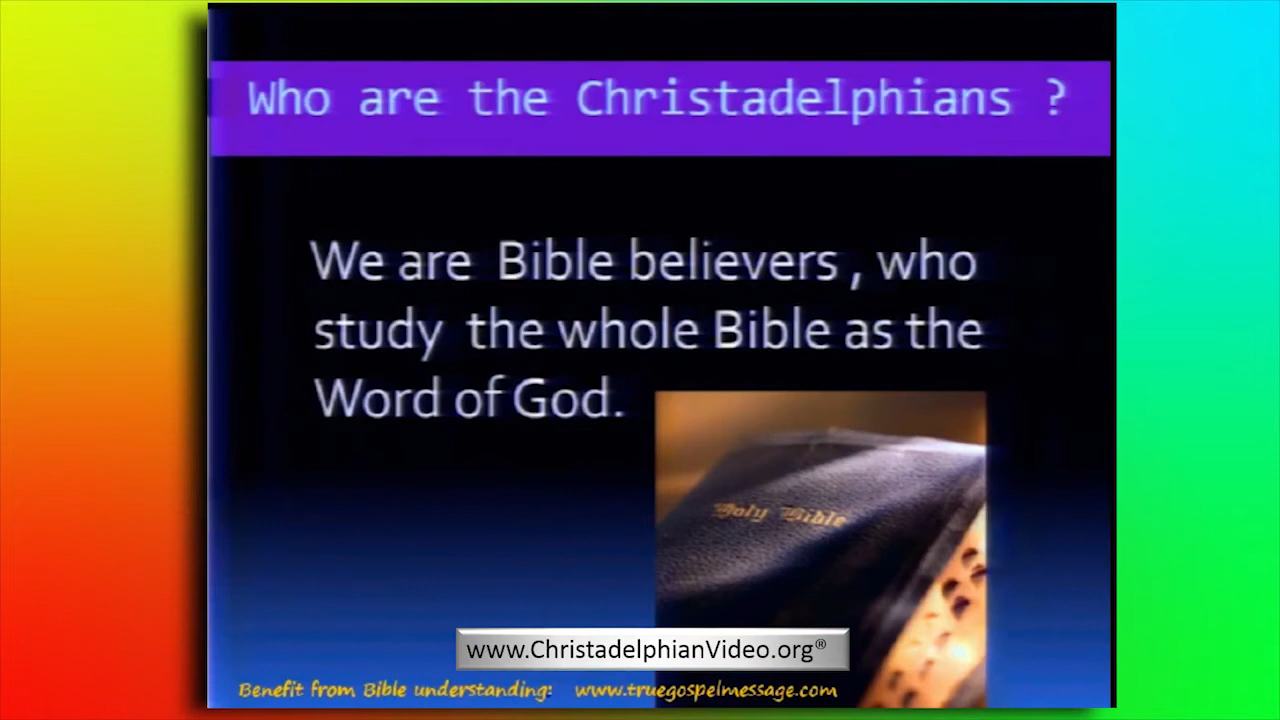 Who are the Christadelphians ?
We are Bible believers , who
study the whole Bible as the
Word of God.
Holy Bible
www.ChristadelphianVideo.org®
Benefit from Bible understanding: www.truegospelmessage.com